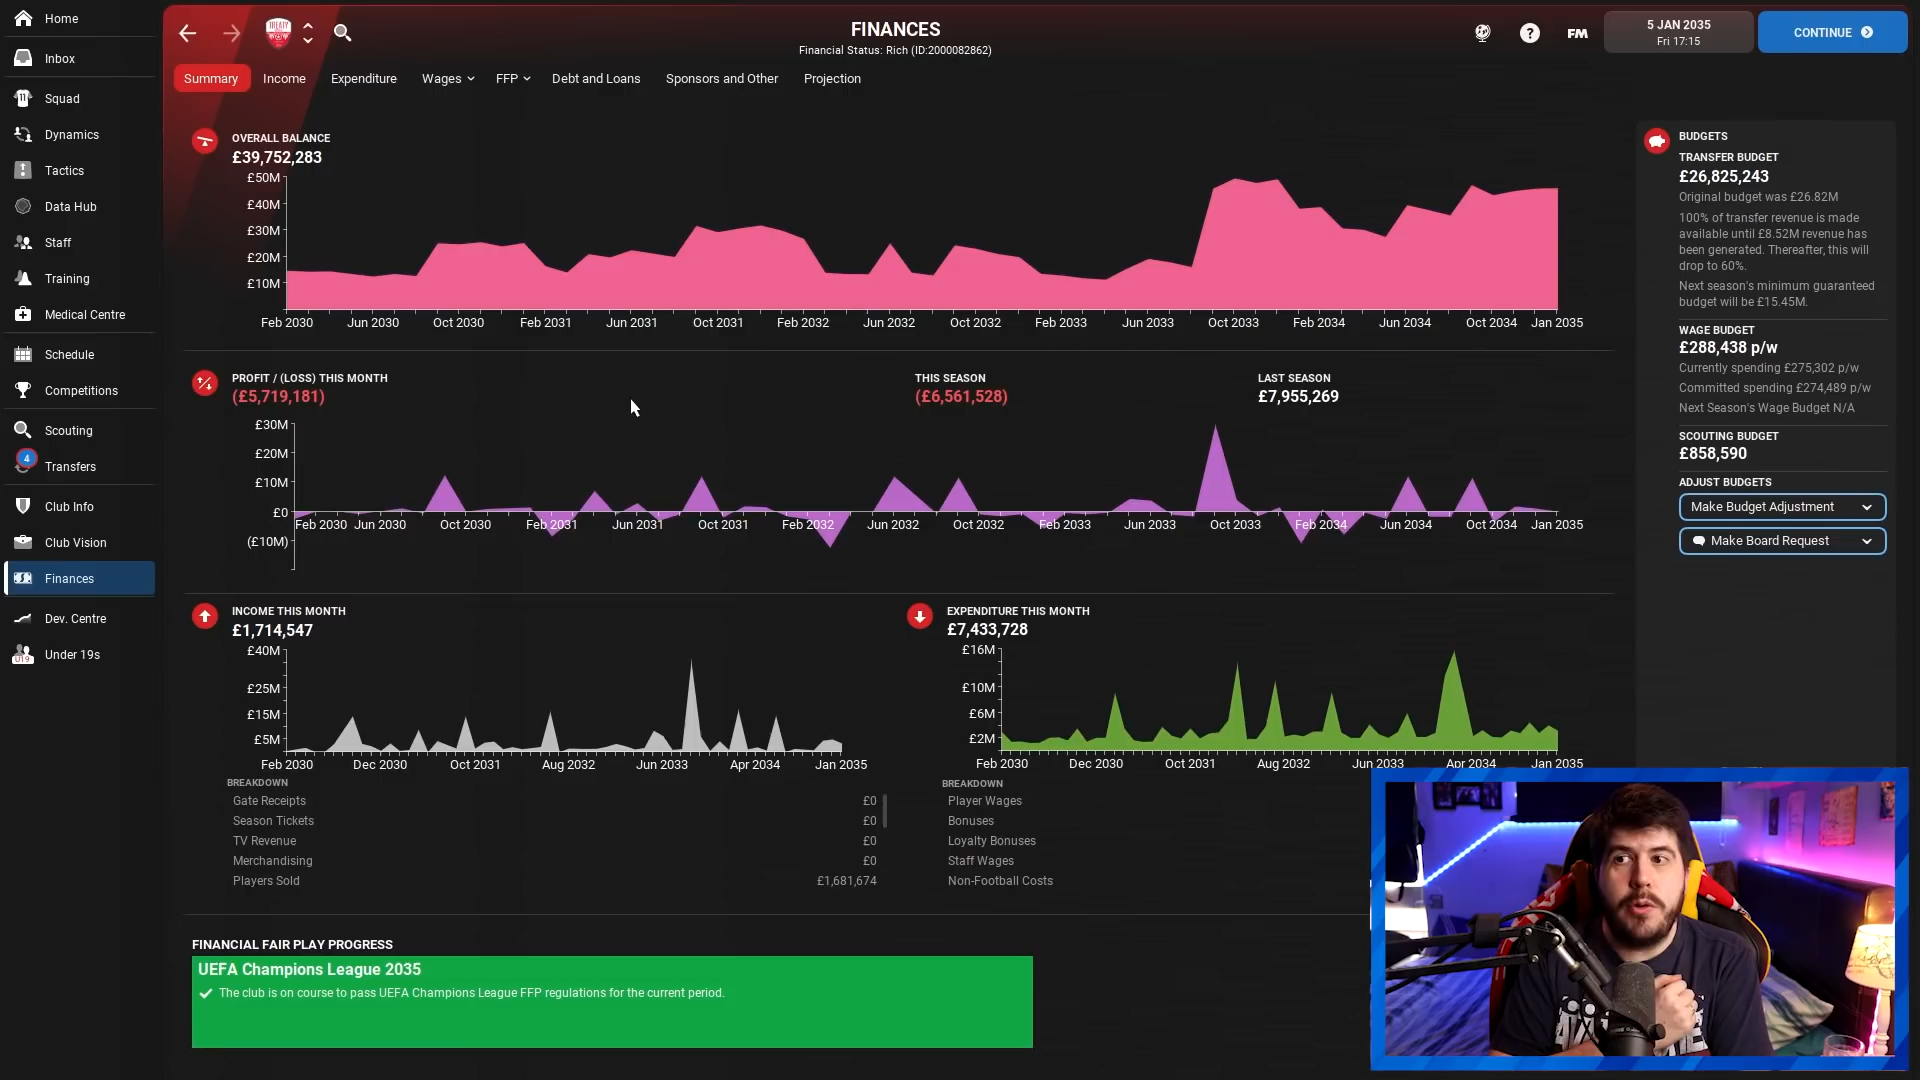 Home
Inbox
Squad
Dynamics
Tactics
Data Hub
Staff
Training
Medical Centre
Schedule
Competitions
Scouting
4
Transfers
Club Info
Club Vision
Finances
Dev. Centre
U19
Under 19s
TREATY
FINANCES
Financial Status: Rich (ID:2000082862)
?
FM
5 JAN 2035
Fri 17:15
CONTINUE
Summary Income Expenditure Wages FFP Debt and Loans Sponsors and Other Projection
OVERALL BALANCE
£39,752,283
£50M
£40M
£30M
£20M
£10M
Feb 2030 Jun 2030 Oct 2030 Feb 2031 Jun 2031 Oct 2031 Feb 2032 Jun 2032 Oct 2032 Feb 2033 Jun 2033 Oct 2033 Feb 2034 Jun 2034 Oct 2034 Jan 2035
PROFIT / (LOSS) THIS MONTH
(£5,719,181)
THIS SEASON
(£6,561,528)
LAST SEASON
£7,955,269
£30M
£20M
£10M
£0
(£10M)
Feb 2030 Jun 2030 Oct 2030 Feb 2031 Jun 2031 Oct 2031 Feb 2032 Jun 2032 Oct 2032 Feb 2033 Jun 2033 Oct 2033 Feb 2034 Jun 2034 Oct 2034 Jan 2035
INCOME THIS MONTH
£1,714,547
£40M
£25M
£15M
£5M
Feb 2030 Dec 2030 Oct 2031 Aug 2032 Jun 2033 Apr 2034 Jan 2035
BREAKDOWN
Gate Receipts £0
Season Tickets £0
TV Revenue £0
Merchandising £0
Players Sold £1,681,674
EXPENDITURE THIS MONTH
£7,433,728
£16M
£10M
£6M
£2M
Feb 2030 Dec 2030 Oct 2031 Aug 2032 Jun 2033 Apr 2034 Jan 2035
BREAKDOWN
Player Wages
Bonuses
Loyalty Bonuses
Staff Wages
Non-Football Costs
FINANCIAL FAIR PLAY PROGRESS
UEFA Champions League 2035
The club is on course to pass UEFA Champions League FFP regulations for the current period.
BUDGETS
TRANSFER BUDGET
£26,825,243
Original budget was £26.82M
100% of transfer revenue is made
available until £8.52M revenue has
been generated. Thereafter, this will
drop to 60%.
Next season's minimum guaranteed
budget will be £15.45M.
WAGE BUDGET
£288,438 p/w
Currently spending £275,302 p/w
Committed spending £274,489 p/w
Next Season's Wage Budget N/A
SCOUTING BUDGET
£858,590
ADJUST BUDGETS
Make Budget Adjustment
Make Board Request